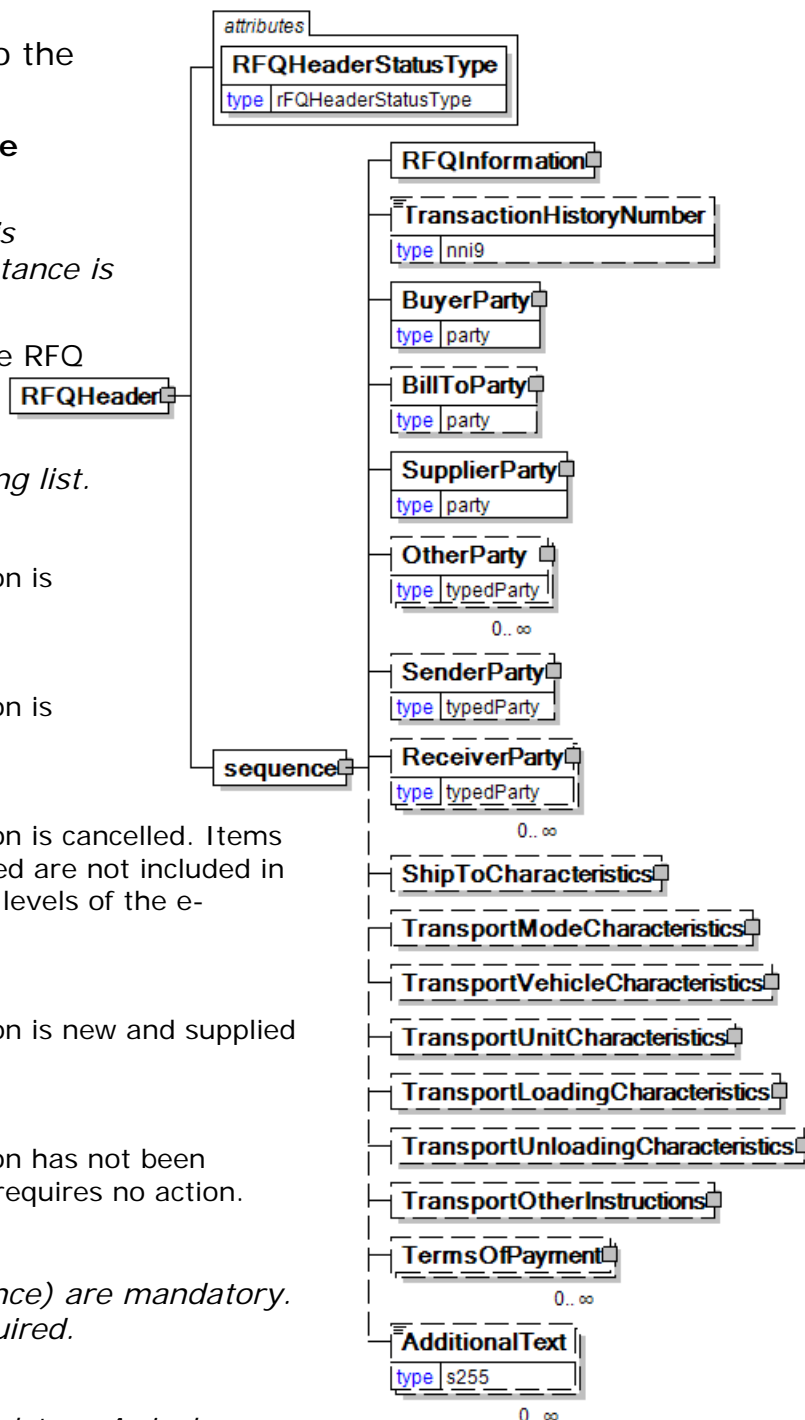 o the
e
's
tance is
e RFQ
ng list.
on is
on is
on is cancelled. Items
ed are not included in
levels of the e-
on is new and supplied
on has not been
requires no action.
nce) are mandatory.
uired.
RFQHeader
attributes
RFQHeaderStatusType
type rFQHeaderStatusType
sequence
RFQInformation
TransactionHistoryNumber
type nni9
BuyerParty
type party
BillToParty
type party
SupplierParty
type party
OtherParty
type typedParty
0.. ∞
SenderParty
type typedParty
ReceiverParty
type typedParty
0.. ∞
ShipToCharacteristics
TransportModeCharacteristics
TransportVehicleCharacteristics
TransportUnitCharacteristics
TransportLoadingCharacteristics
TransportUnloadingCharacteristics
TransportOtherInstructions
TermsOfPayment
0.. ∞
AdditionalText
type s255
0.. ∞